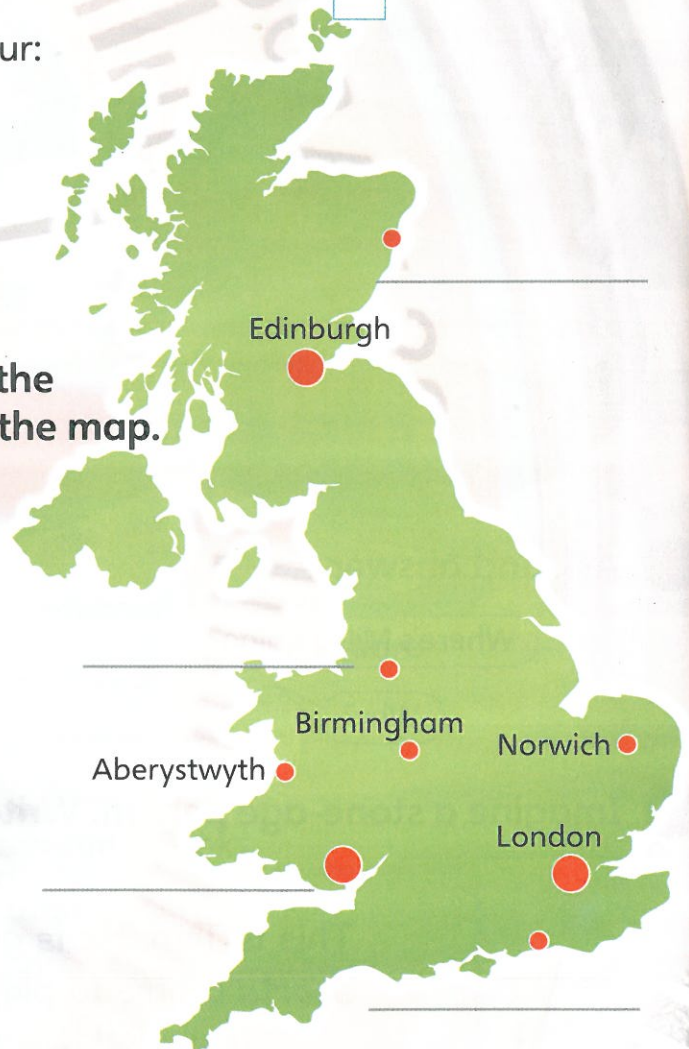 ur:
Edinburgh
the
the map.
Birmingham
Norwich
Aberystwyth
London